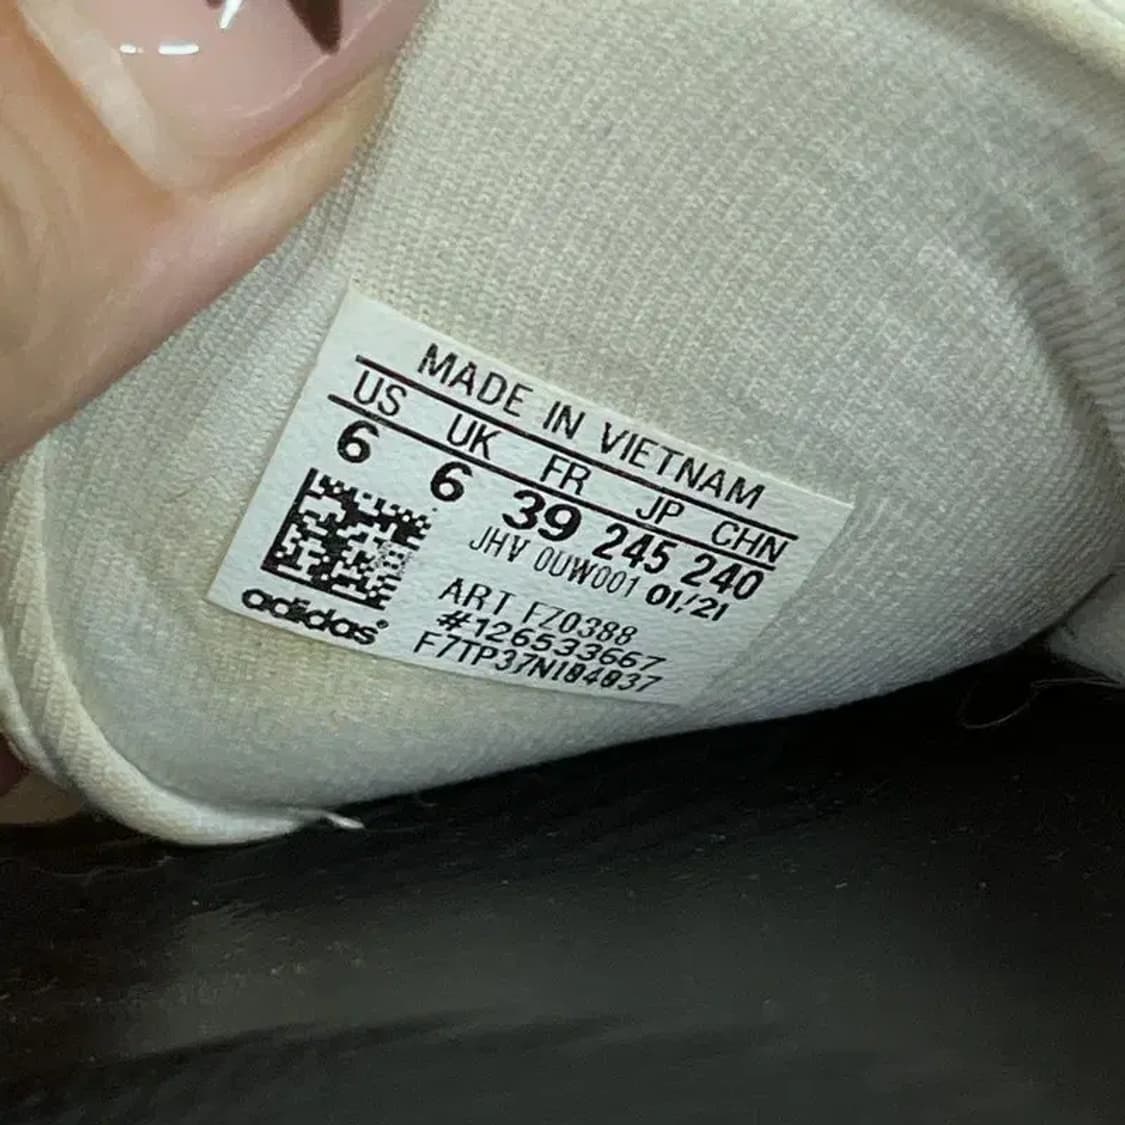 MADE IN VIETNAM
US UK FR JP CHN
6 6 39 245 240
JHV 0UW001 01/21
ART FZ0388
#126533667
F7TP37N104037
adidas®